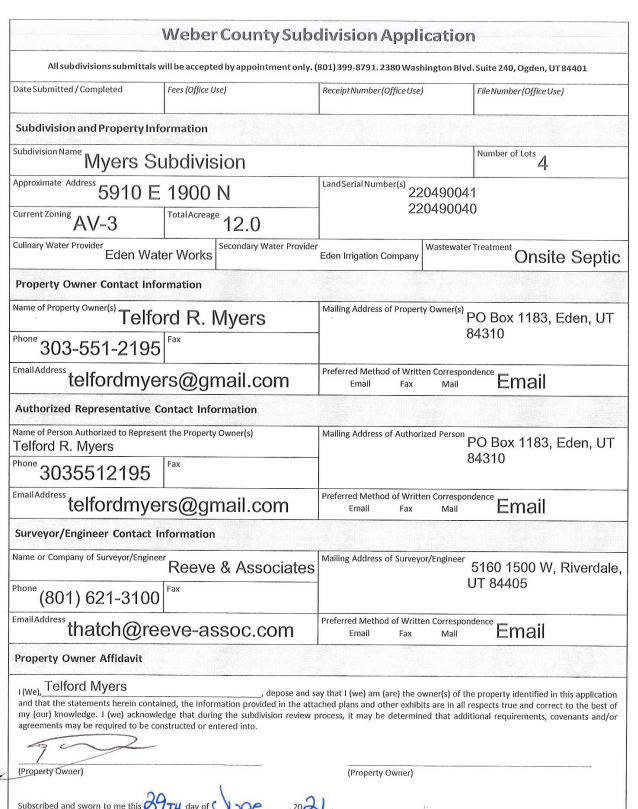 Weber County Subdivision Application
All subdivisions submittals will be accepted by appointment only. (801) 399-8791. 2380 Washington Blvd. Suite 240, Ogden, UT 84401
Date Submitted / Completed
Fees (Office Use)
Receipt Number (Office Use)
File Number (Office Use)
Subdivision and Property Information
Subdivision Name Myers Subdivision
Number of Lots 4
Approximate Address 5910 E 1900 N
Land Serial Number(s) 220490041
220490040
Current Zoning AV-3
Total Acreage 12.0
Culinary Water Provider Eden Water Works
Secondary Water Provider Eden Irrigation Company
Wastewater Treatment Onsite Septic
Property Owner Contact Information
Name of Property Owner(s) Telford R. Myers
Mailing Address of Property Owner(s) PO Box 1183, Eden, UT
84310
Phone 303-551-2195
Fax
Email Address telfordmyers@gmail.com
Preferred Method of Written Correspondence
Email Fax Mail Email
Authorized Representative Contact Information
Name of Person Authorized to Represent the Property Owner(s)
Telford R. Myers
Mailing Address of Authorized Person PO Box 1183, Eden, UT
84310
Phone 3035512195
Fax
Email Address telfordmyers@gmail.com
Preferred Method of Written Correspondence
Email Fax Mail Email
Surveyor/Engineer Contact Information
Name or Company of Surveyor/Engineer Reeve & Associates
Mailing Address of Surveyor/Engineer 5160 1500 W, Riverdale,
UT 84405
Phone (801) 621-3100
Fax
Email Address thatch@reeve-assoc.com
Preferred Method of Written Correspondence
Email Fax Mail Email
Property Owner Affidavit
I (We), Telford Myers, depose and say that I (we) am (are) the owner(s) of the property identified in this application
and that the statements herein contained, the information provided in the attached plans and other exhibits are in all respects true and correct to the best of
my (our) knowledge. I (we) acknowledge that during the subdivision review process, it may be determined that additional requirements, covenants and/or
agreements may be required to be constructed or entered into.
(Property Owner)
(Property Owner)
Subscribed and sworn to me this 29TH day of June, 2021